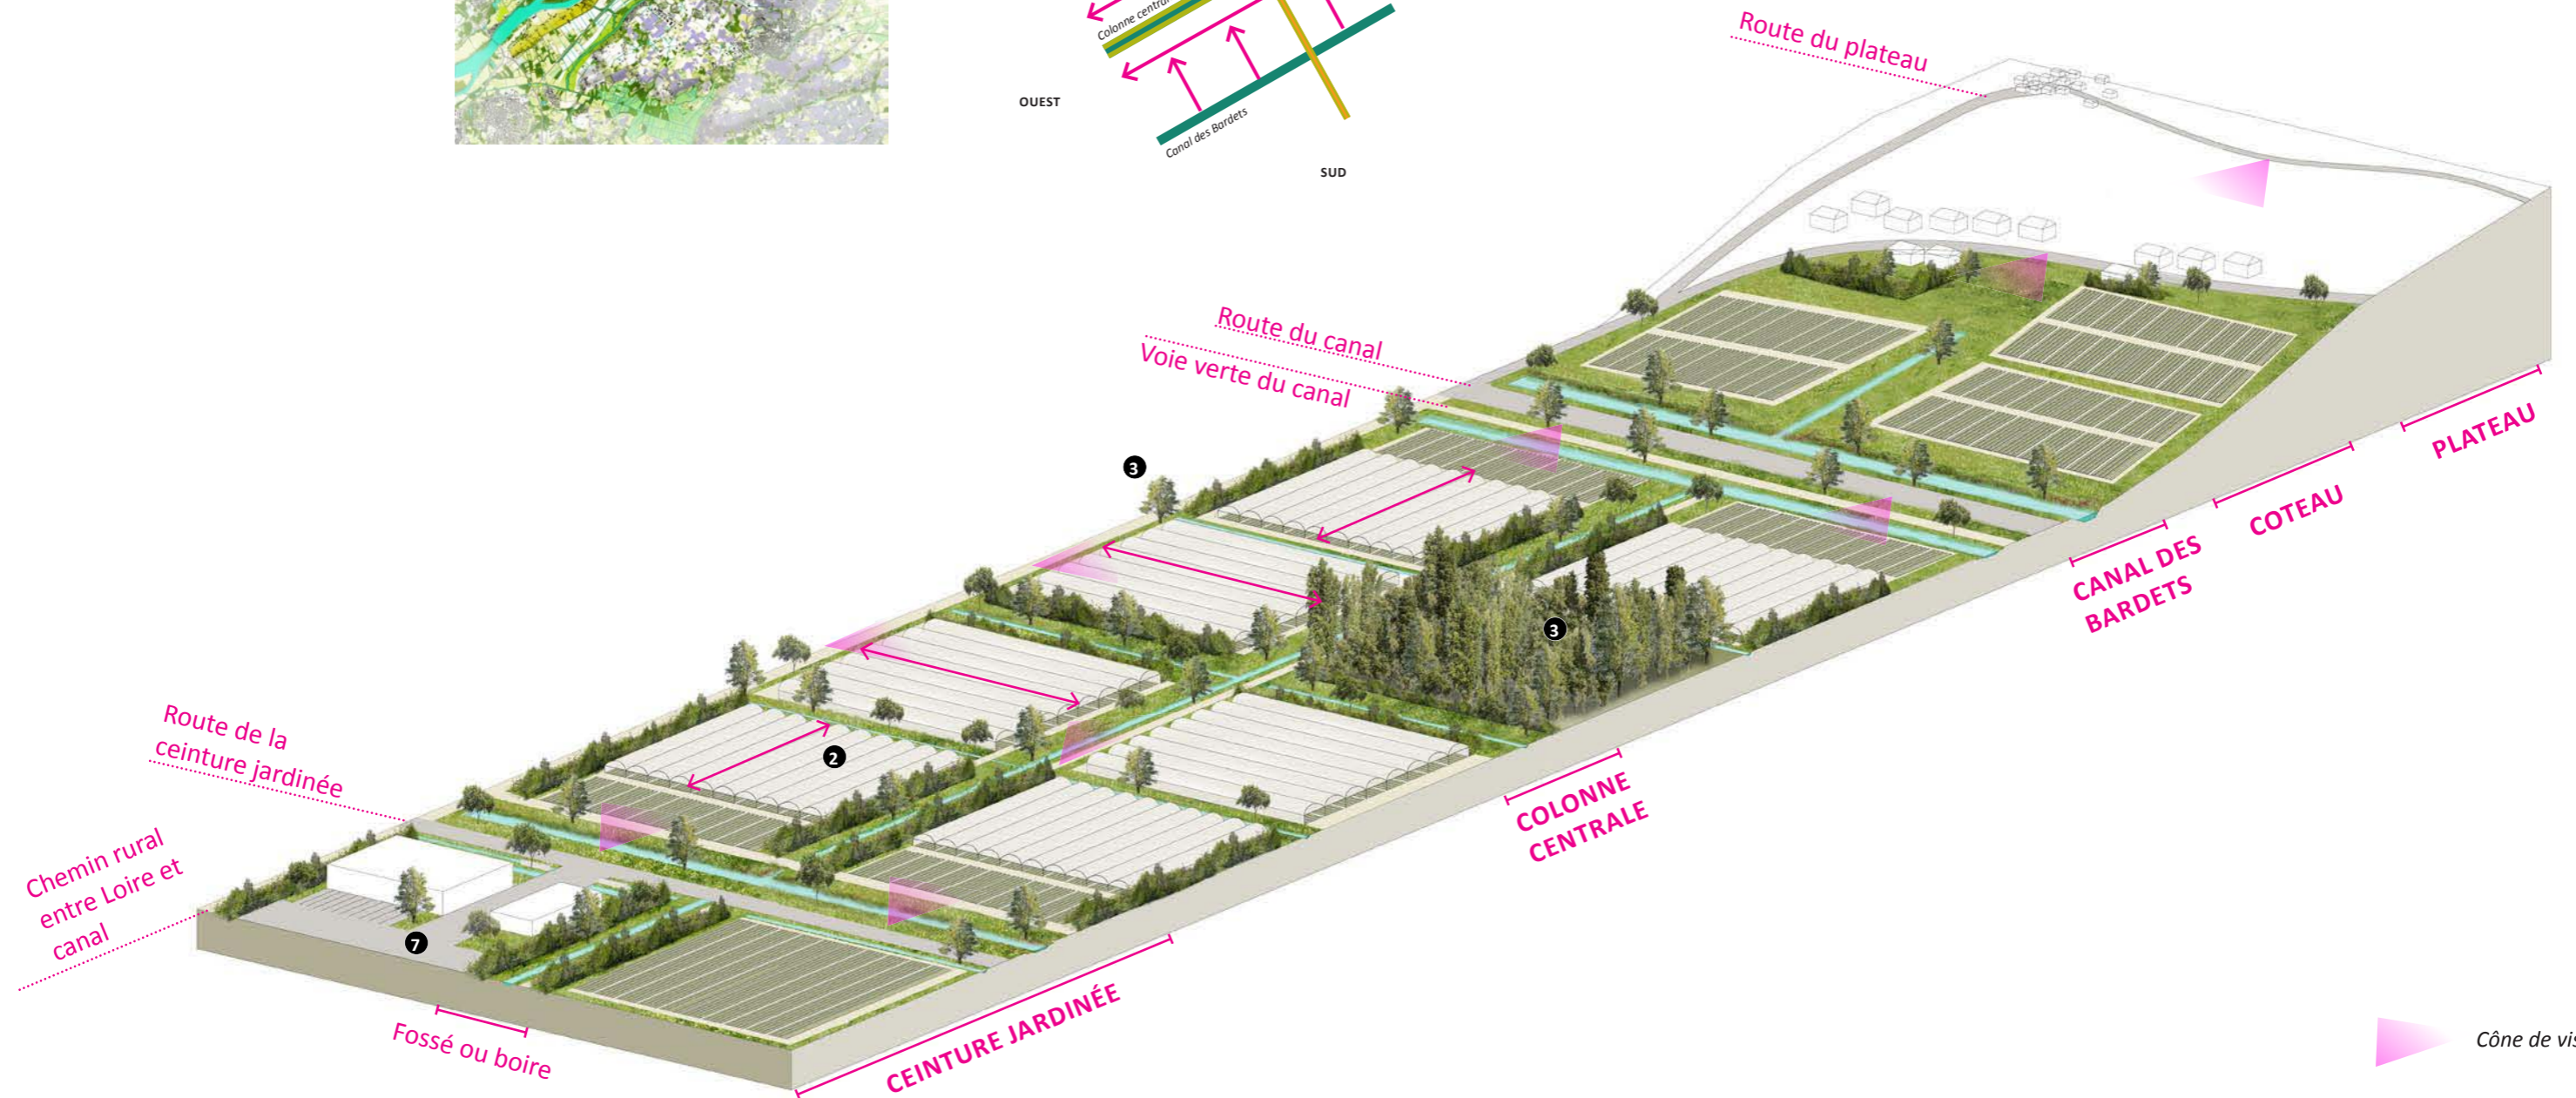 Colonne central
OUEST
Canal des Bardets
SUD
Route du plateau
Route du canal
Voie verte du canal
3
3
2
7
Route de la
ceinture jardinée
Chemin rural
entre Loire et
canal
Fossé ou boire
CEINTURE JARDINÉE
COLONNE
CENTRALE
CANAL DES
BARDETS
COTEAU
PLATEAU
Cône de vis